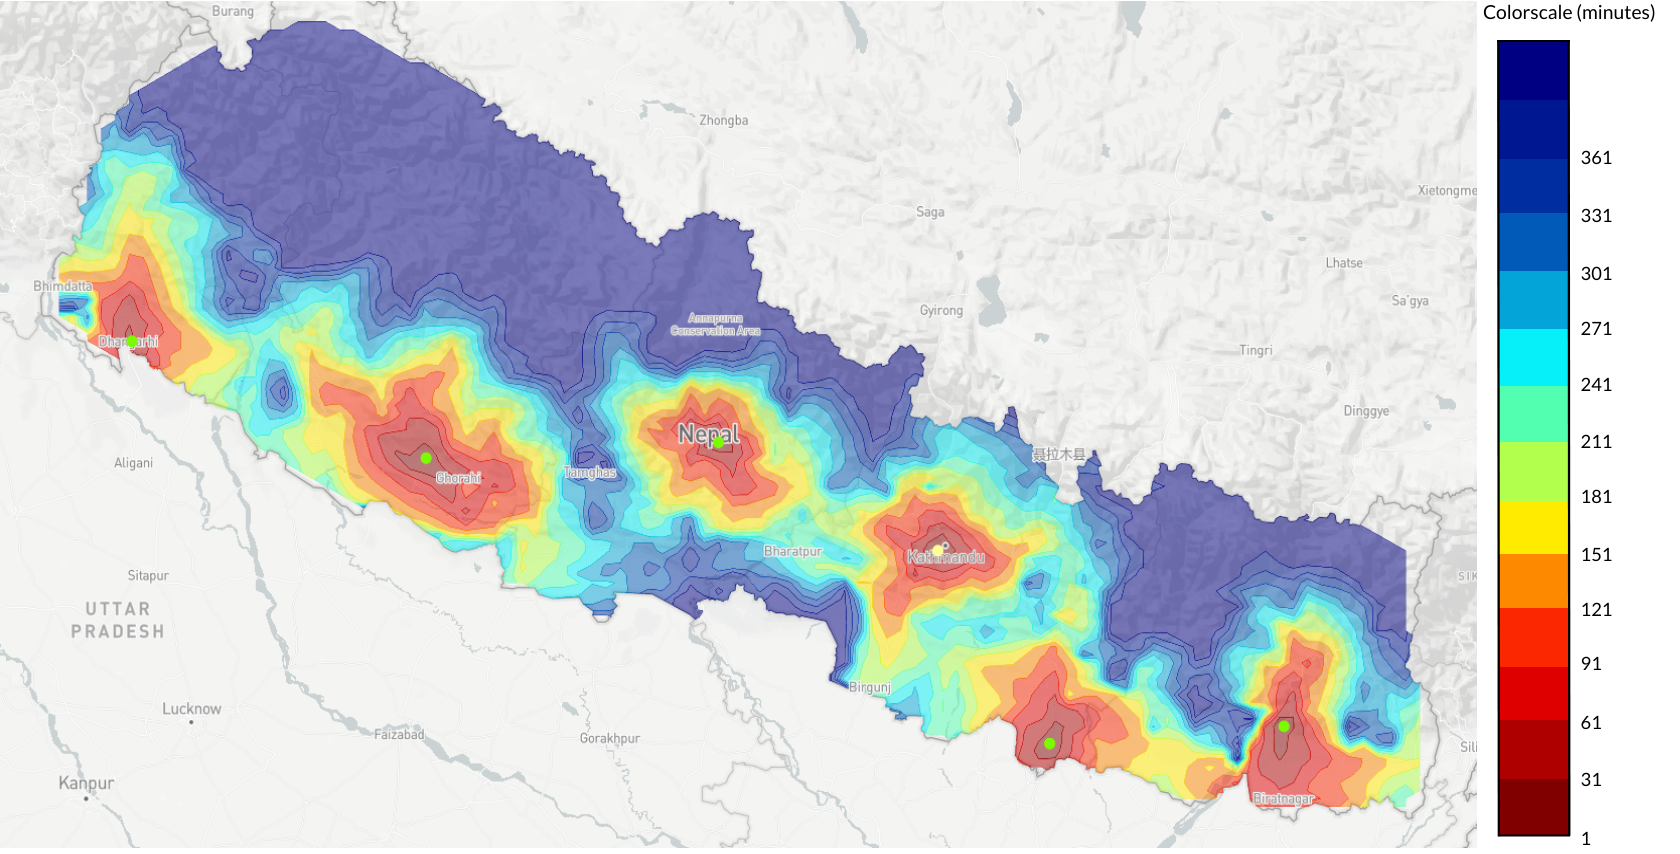 Burang
Colorscale (minutes)
Zhongba
361
Xietongme
Saga
331
Lhatse
301
Bhimdatta
Sa'gya
Gyirong
Annapurna
Conservation Area
271
Dhangarhi
Tingri
241
Dinggye
211
Nepal
聂拉木县
Aligani
Tamghas
Ghorahi
181
Bharatpur
151
Kathmandu
Sitapur
SIK
UTTAR
PRADESH
121
91
Birgunj
Lucknow
61
Faizabad
Gorakhpur
Sili
Kanpur
31
Biratnagar
1